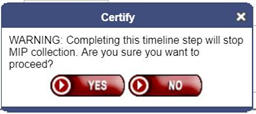 Certify
WARNING: Completing this timeline step will stop
MIP collection. Are you sure you want to
proceed?
YES NO